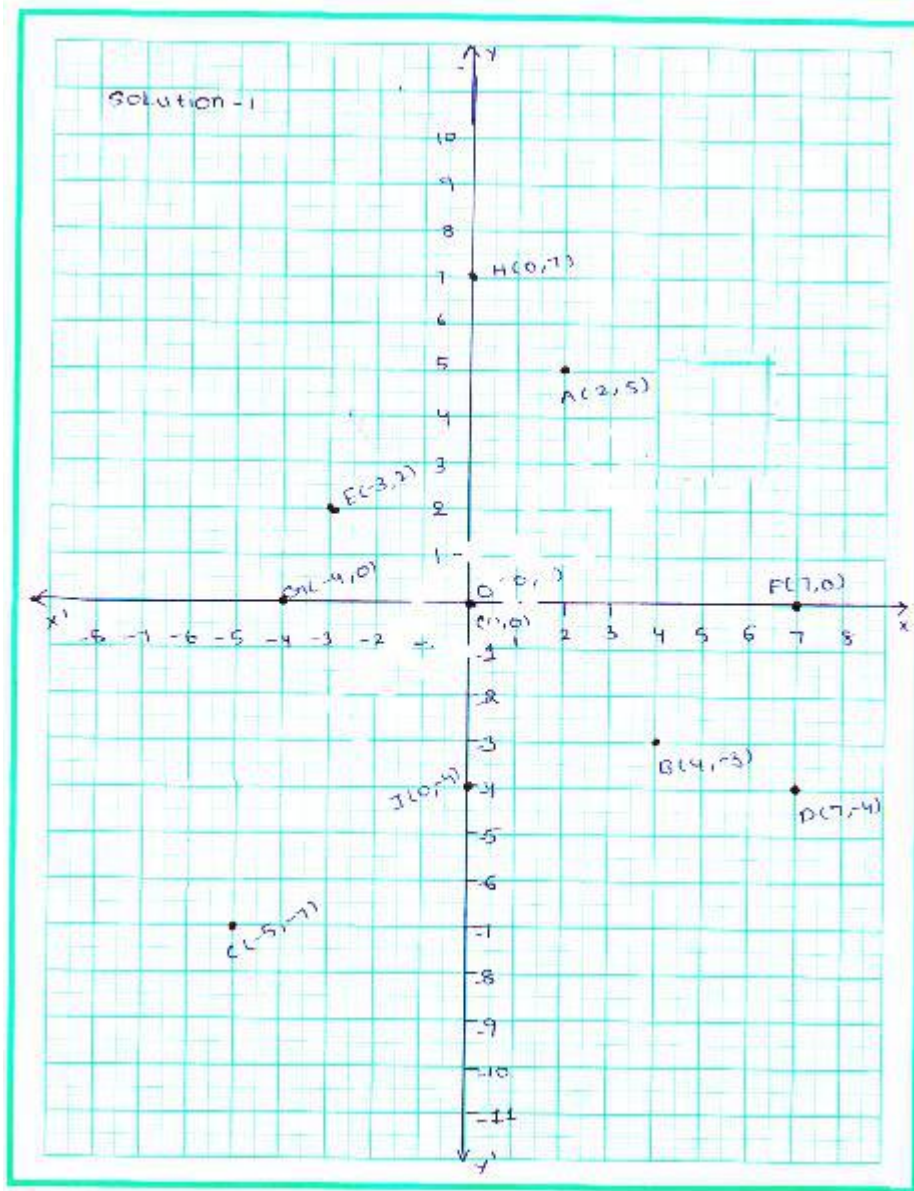 Y
Solution-1
10
9
8
H(0,7)
7
6
5
A(2,5)
4
3
E(-3,2)
2
1
G(-4,0)
O
F(7,0)
X'
-8 -7 -6 -5 -4 -3 -2
1 2 3 4 5 6 7 8
X
-1
-2
-3
B(4,-3)
J(0,-4)
-4
D(7,-4)
-5
-6
C(-5,-7)
-7
-8
-9
-10
-11
Y'